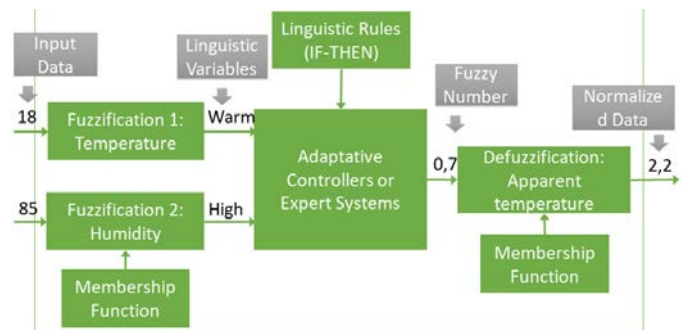 Input
Data
Linguistic
Variables
Linguistic Rules
(IF-THEN)
Fuzzy
Number
Normalize
d Data
18
Fuzzification 1:
Temperature
Warm
Adaptative
Controllers or
Expert Systems
0,7
Defuzzification:
Apparent
temperature
2,2
85
Fuzzification 2:
Humidity
High
Membership
Function
Membership
Function